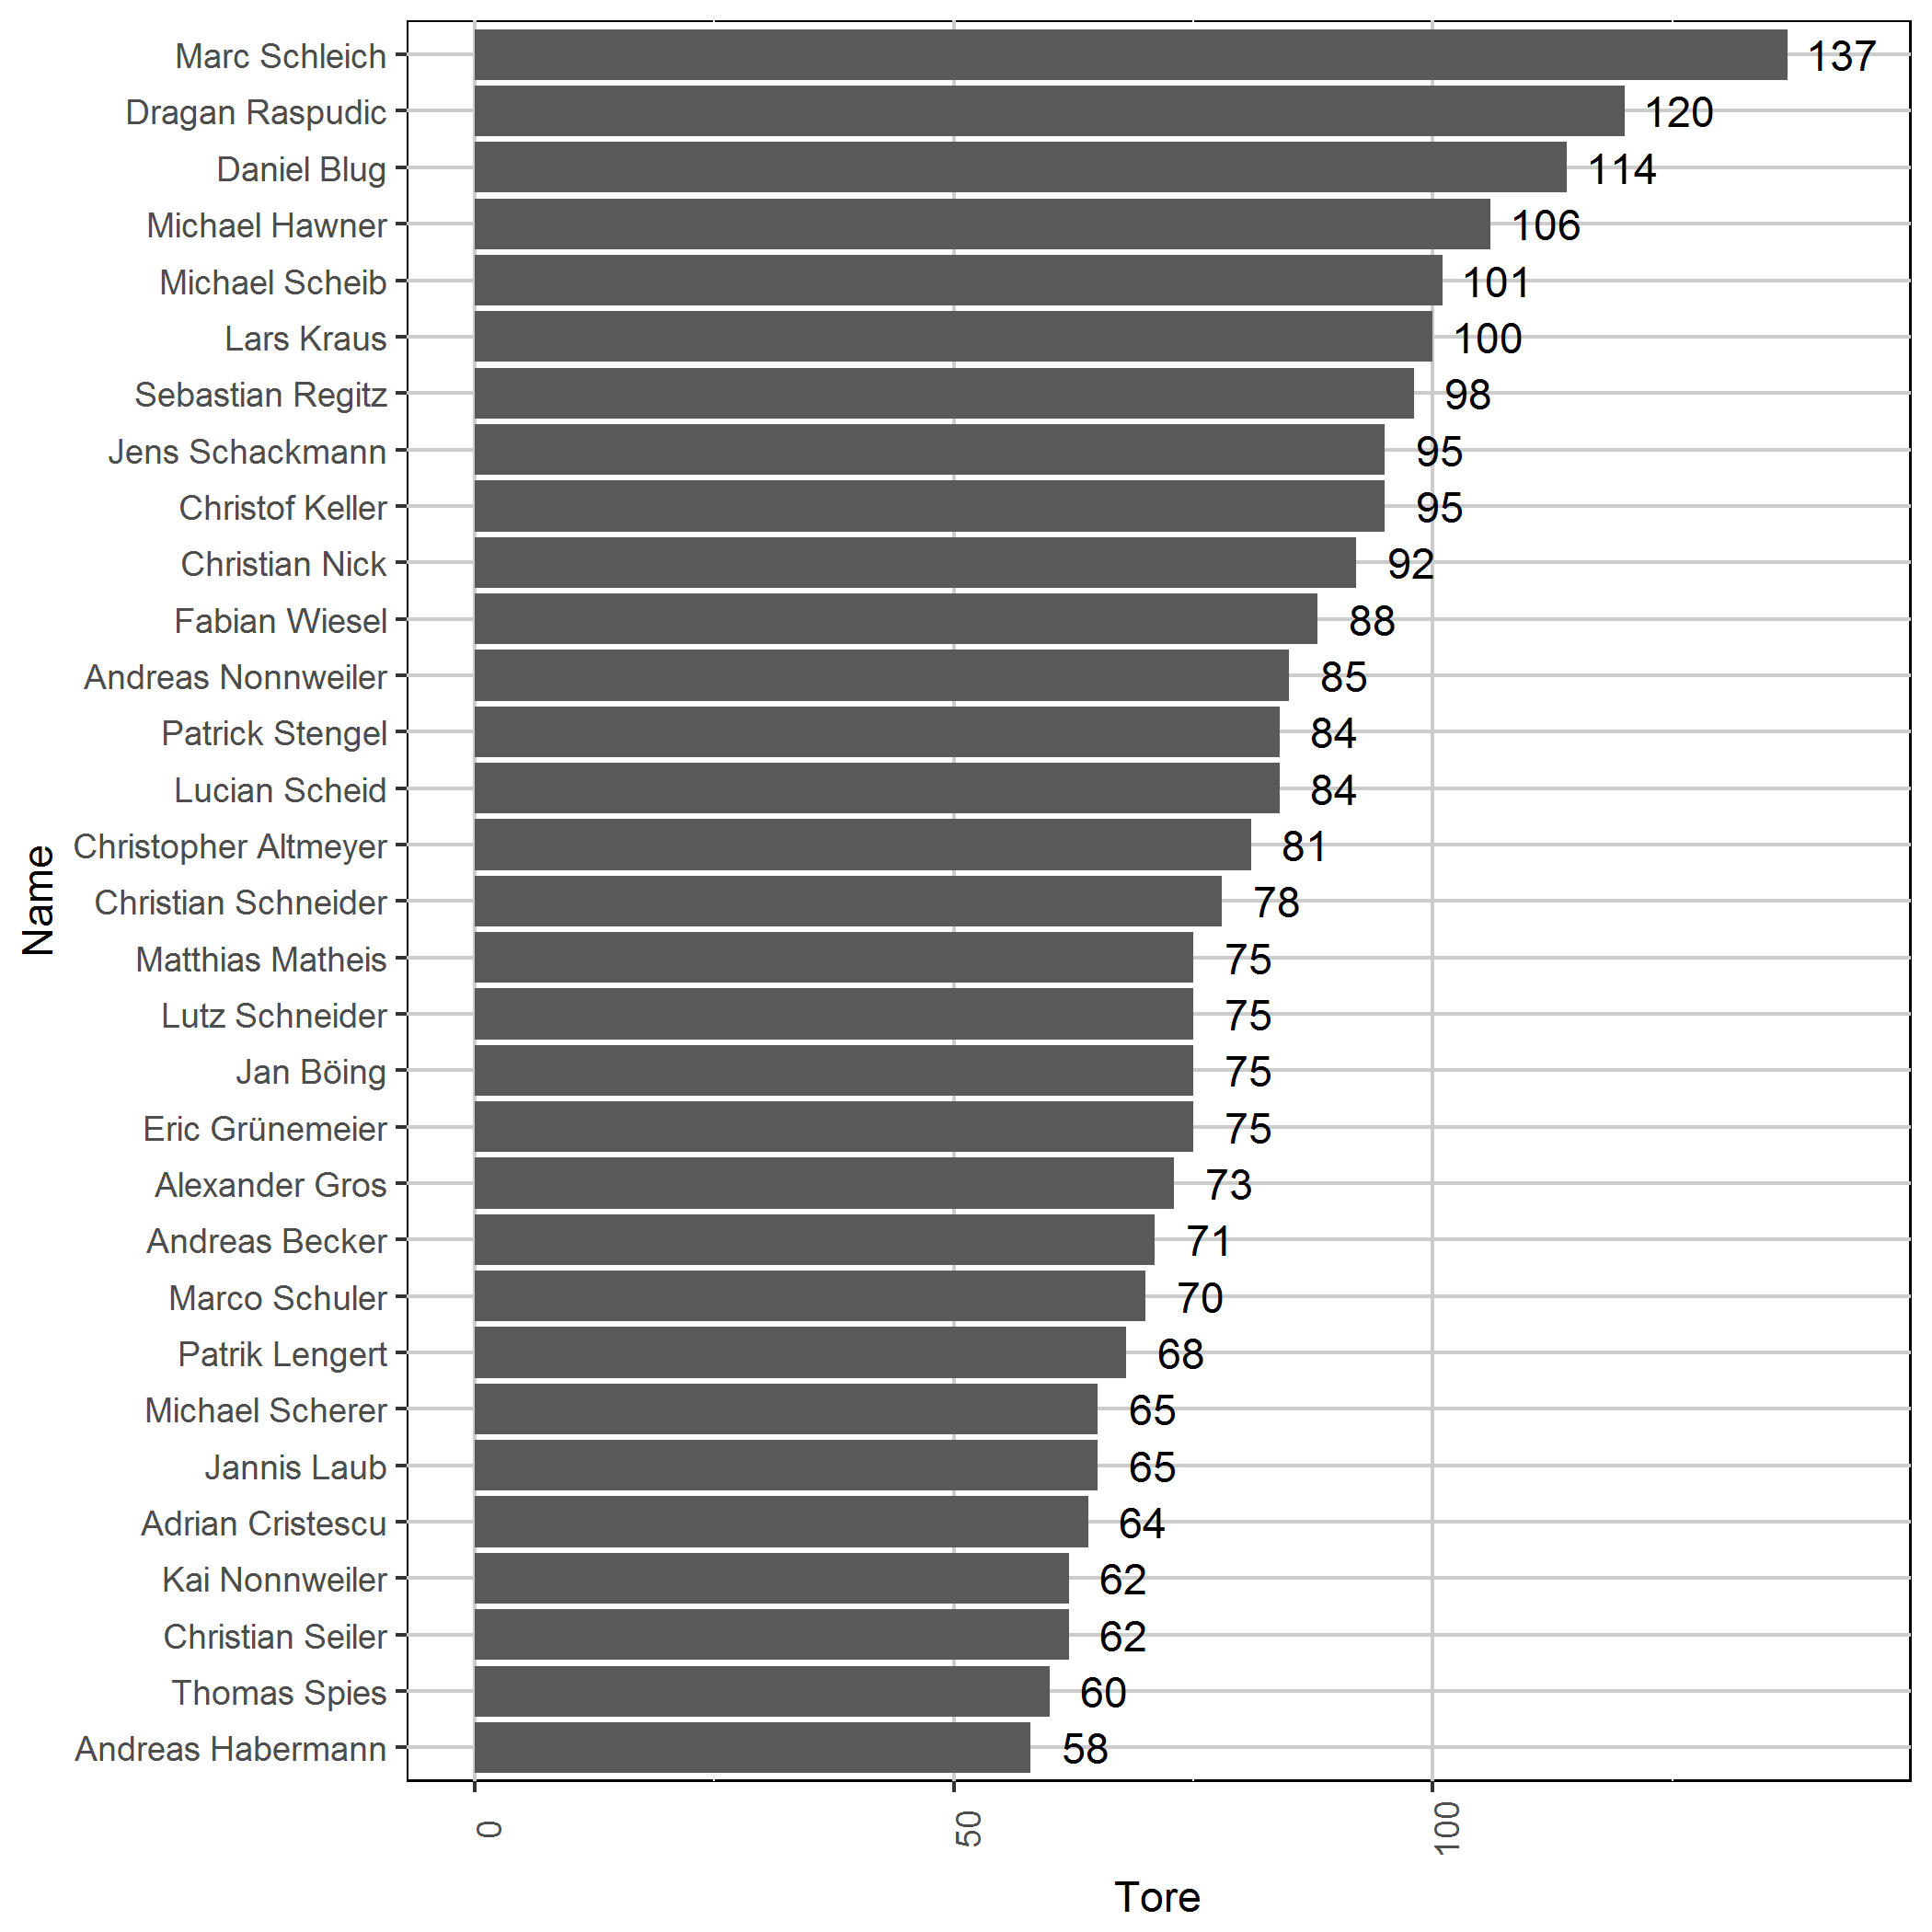 Marc Schleich 137
Dragan Raspudic 120
Daniel Blug 114
Michael Hawner 106
Michael Scheib 101
Lars Kraus 100
Sebastian Regitz 98
Jens Schackmann 95
Christof Keller 95
Christian Nick 92
Fabian Wiesel 88
Andreas Nonnweiler 85
Patrick Stengel 84
Lucian Scheid 84
Christopher Altmeyer 81
Christian Schneider 78
Matthias Matheis 75
Lutz Schneider 75
Jan Böing 75
Eric Grünemeier 75
Alexander Gros 73
Andreas Becker 71
Marco Schuler 70
Patrik Lengert 68
Michael Scherer 65
Jannis Laub 65
Adrian Cristescu 64
Kai Nonnweiler 62
Christian Seiler 62
Thomas Spies 60
Andreas Habermann 58
Name
0 50 100
Tore